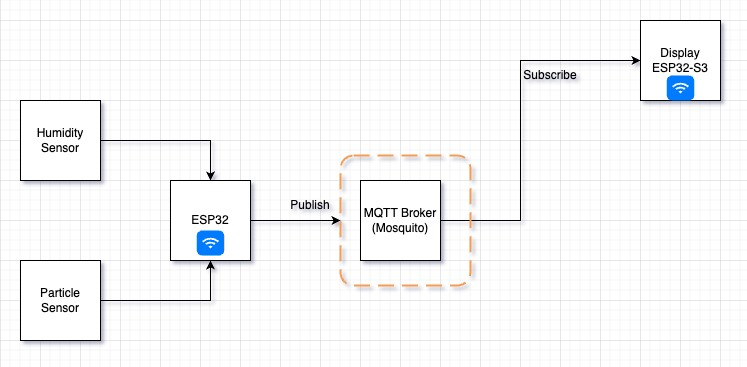 Display
ESP32-S3
Subscribe
Humidity
Sensor
ESP32
Publish
MQTT Broker
(Mosquito)
Particle
Sensor